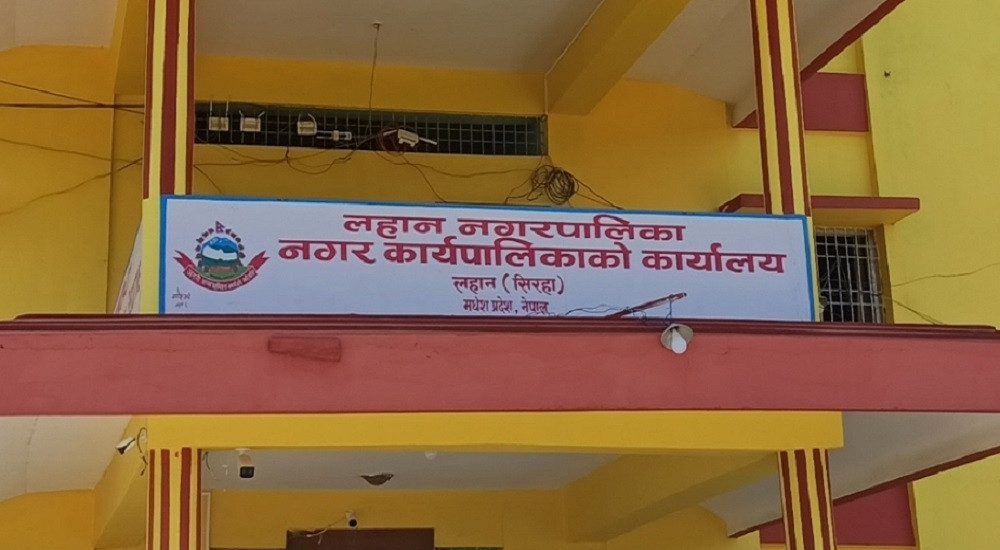 लहान नगरपालिका
नगर कार्यपालिकाको कार्यालय
लहान (सिरहा)
मधेश प्रदेश, नेपाल